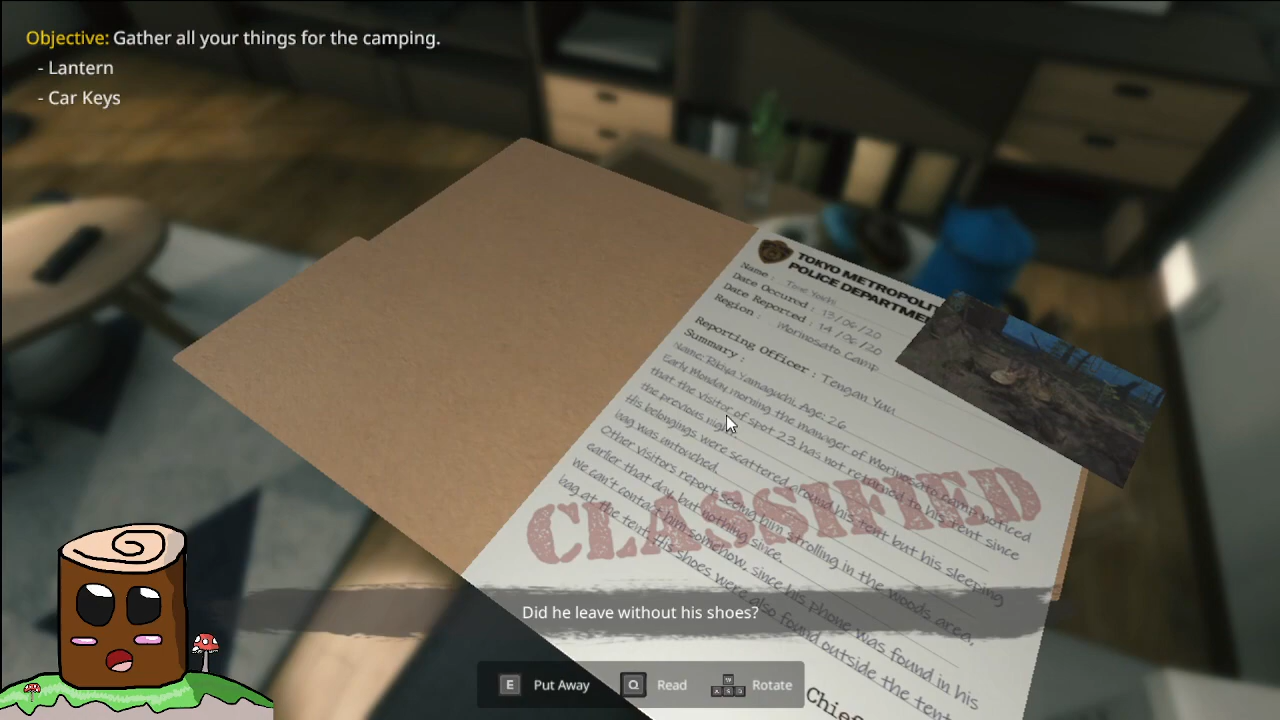 Objective: Gather all your things for the camping.
- Lantern
- Car Keys
TOKYO METROPOLIT
POLICE DEPARTMEN
Name :
Date Occured : 13/06/20
Date Reported : 14/06/20
Region : Morinosato Camp
Reporting Officer : Tengan Yuu
Summary :
Name: Rikiya Yamaguchi, Age: 26
Early Monday morning the manager of Morinosato Camp noticed
that the visitor of spot 23 has not returned to his tent since
the previous night.
His belongings were scattered around his tent but his sleeping
bag was untouched.
Other visitors report seeing him strolling in the woods area,
earlier that day but nothing since.
We can't contact him somehow, since his phone was found in his
bag at the tent. His shoes were also found outside the tent
CLASSIFIED
Chief
Did he leave without his shoes?
E Put Away Q Read W A S D Rotate